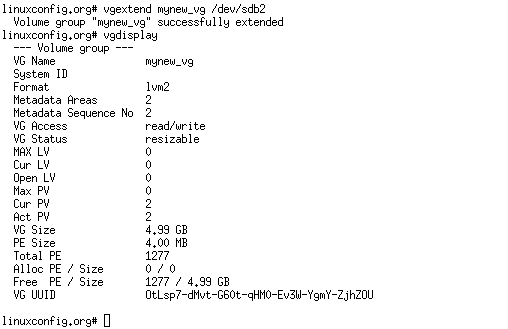 linuxconfig.org# vgextend mynew_vg /dev/sdb2
Volume group "mynew_vg" successfully extended
linuxconfig.org# vgdisplay
--- Volume group ---
VG Name mynew_vg
System ID
Format lvm2
Metadata Areas 2
Metadata Sequence No 2
VG Access read/write
VG Status resizable
MAX LV 0
Cur LV 0
Open LV 0
Max PV 0
Cur PV 2
Act PV 2
VG Size 4.99 GB
PE Size 4.00 MB
Total PE 1277
Alloc PE / Size 0 / 0
Free PE / Size 1277 / 4.99 GB
VG UUID OtLsp7-dMvt-G60t-qHM0-Ev3W-YgmY-ZjhZOU
linuxconfig.org#